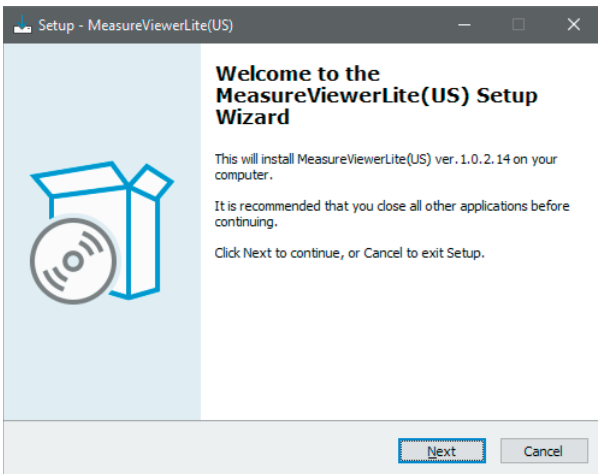 Setup - MeasureViewerLite(US)
Welcome to the
MeasureViewerLite(US) Setup
Wizard
This will install MeasureViewerLite(US) ver.1.0.2.14 on your
computer.
It is recommended that you close all other applications before
continuing.
Click Next to continue, or Cancel to exit Setup.
Next
Cancel